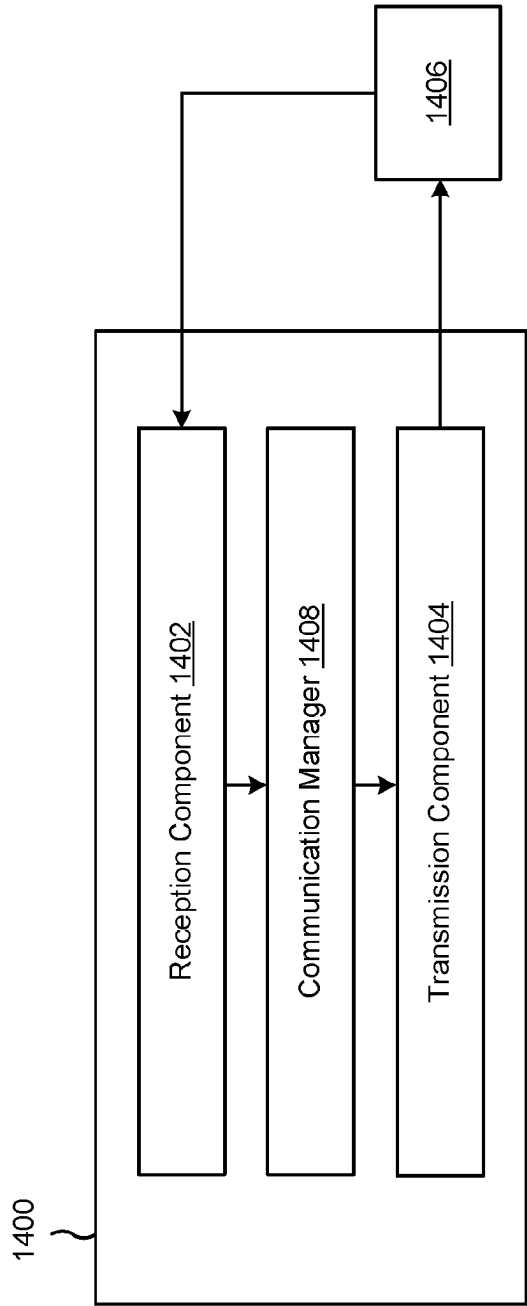 1400
Reception Component 1402
Communication Manager 1408
Transmission Component 1404
1406